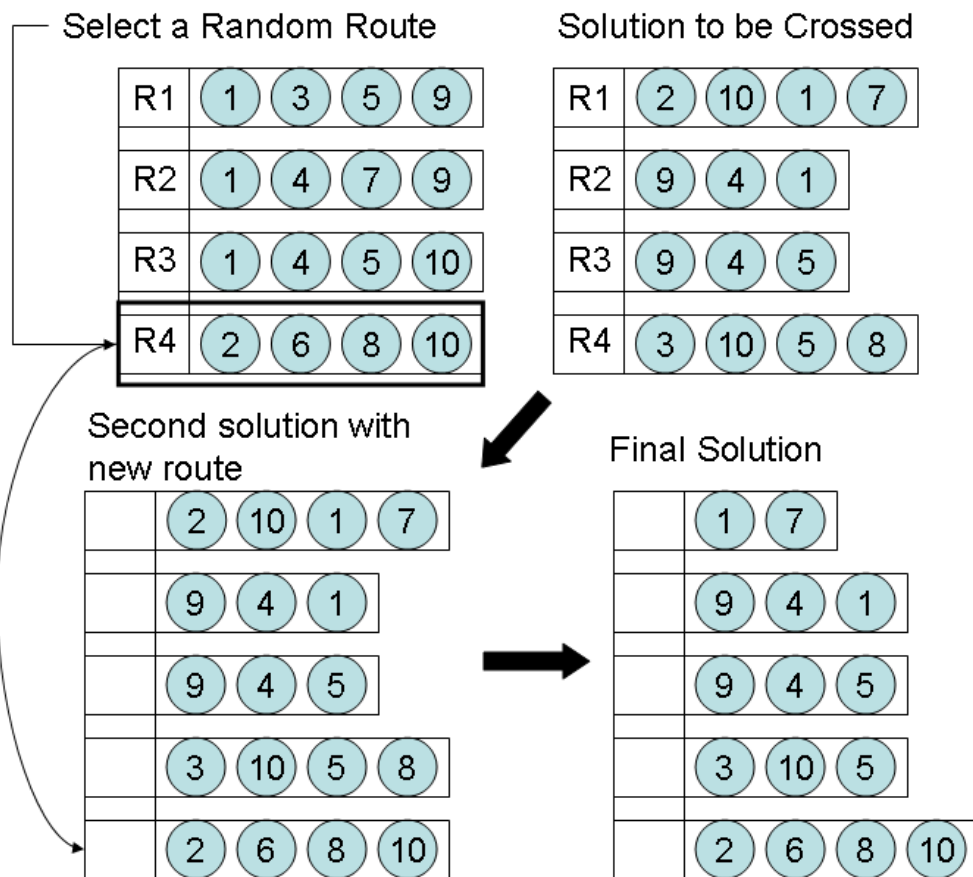 Select a Random Route
R1 1 3 5 9
R2 1 4 7 9
R3 1 4 5 10
R4 2 6 8 10
Solution to be Crossed
R1 2 10 1 7
R2 9 4 1
R3 9 4 5
R4 3 10 5 8
Second solution with
new route
2 10 1 7
9 4 1
9 4 5
3 10 5 8
2 6 8 10
Final Solution
1 7
9 4 1
9 4 5
3 10 5
2 6 8 10